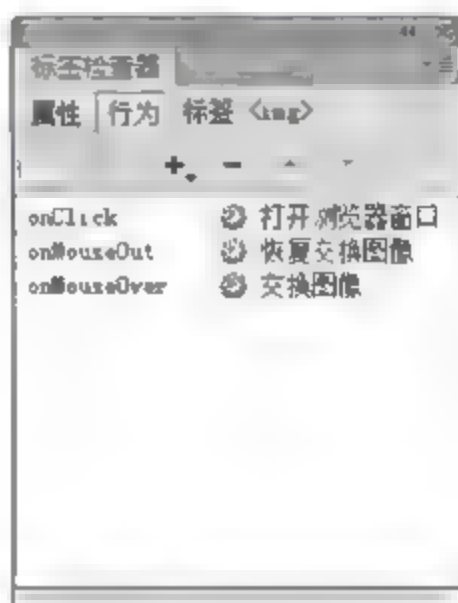 标签检查器
属性 行为 标签 <img>
onClick 打开浏览器窗口
onMouseOut 恢复交换图像
onMouseOver 交换图像